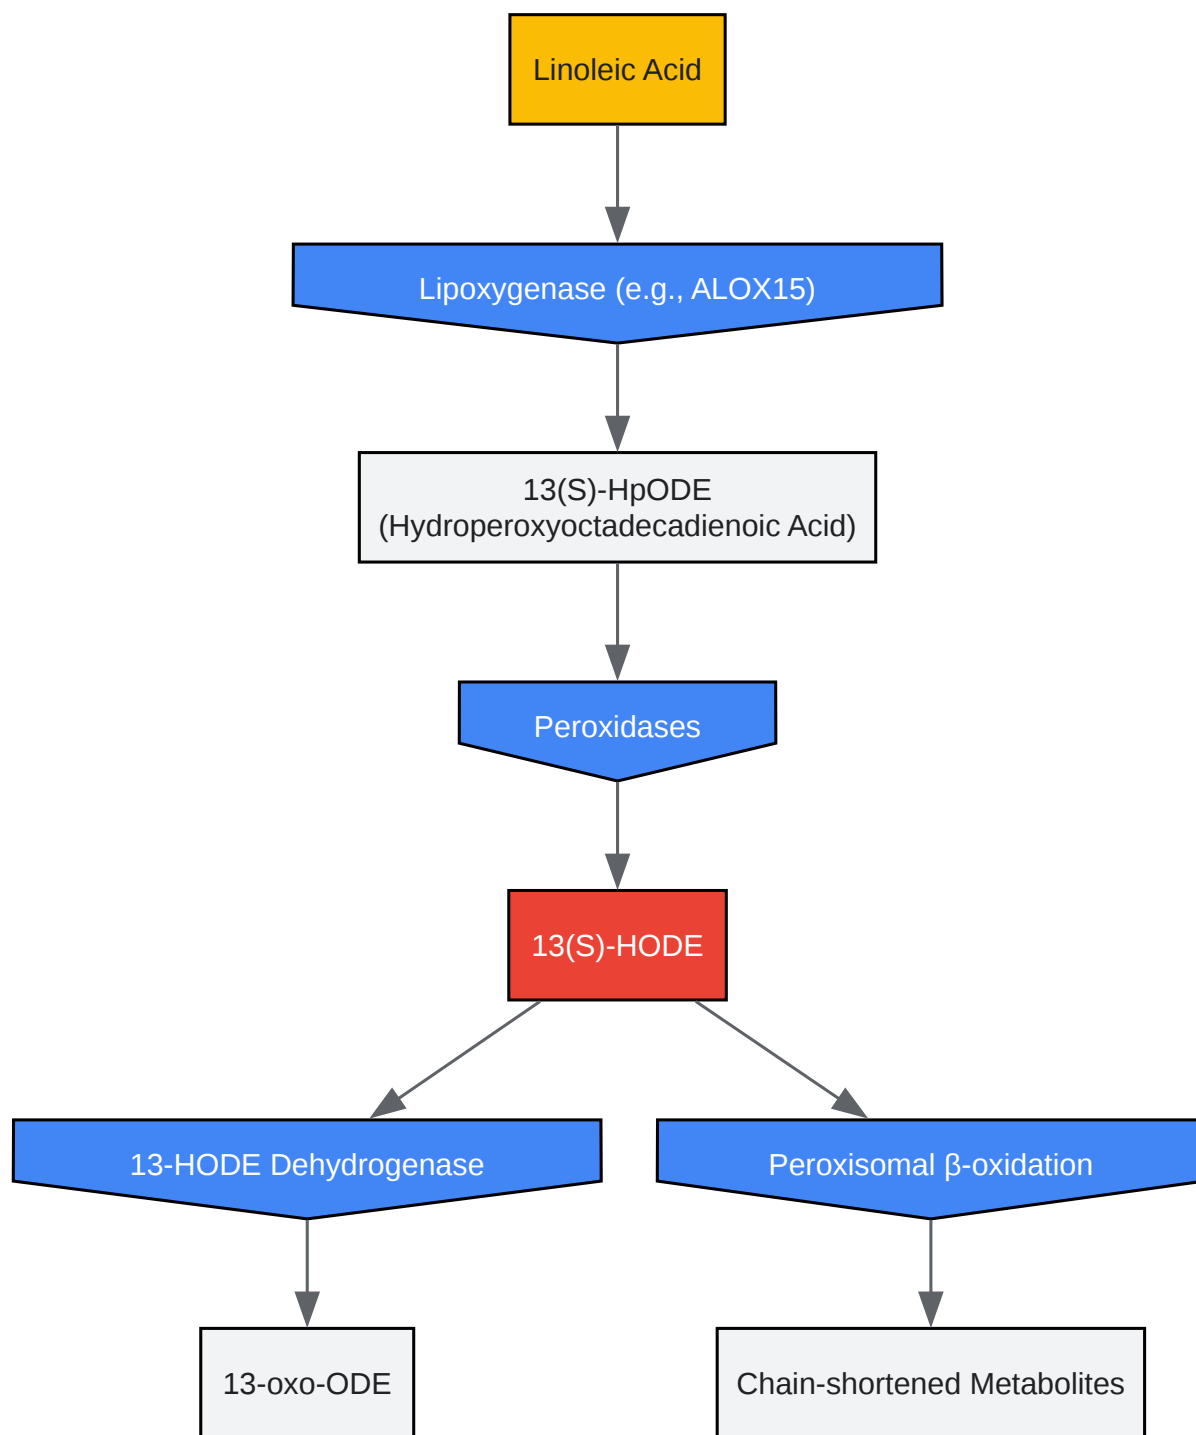 Linoleic Acid
Lipoxygenase (e.g., ALOX15)
13(S)-HpODE
(Hydroperoxyoctadecadienoic Acid)
Peroxidases
13(S)-HODE
13-HODE Dehydrogenase
Peroxisomal β-oxidation
13-oxo-ODE
Chain-shortened Metabolites